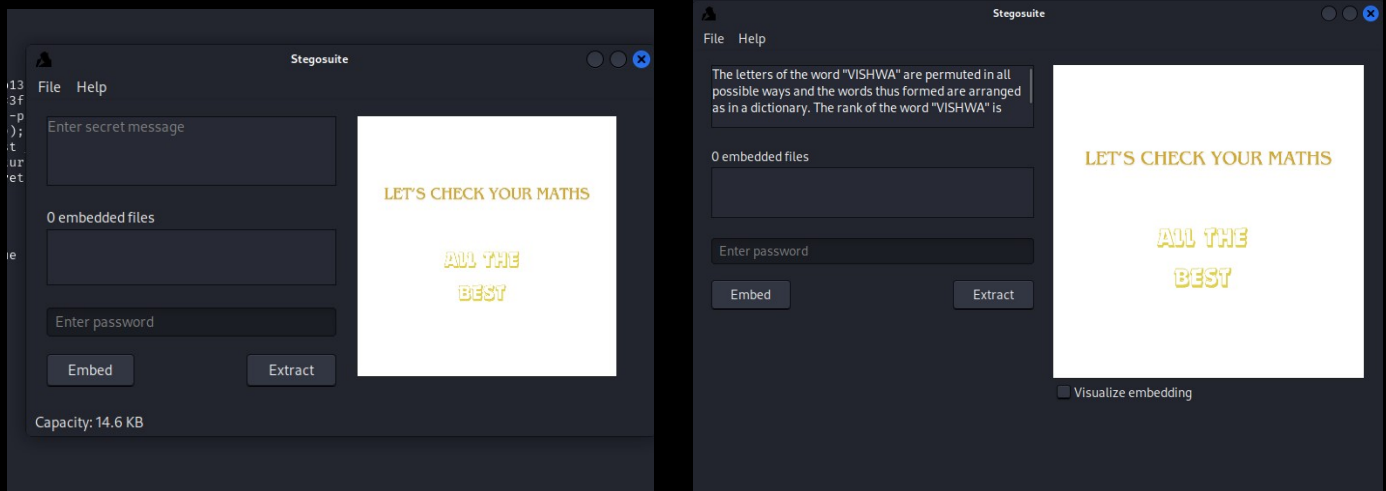 Stegosuite
File Help
Enter secret message
0 embedded files
Enter password
Embed
Extract
Capacity: 14.6 KB
LET'S CHECK YOUR MATHS
ALL THE
BEST
Stegosuite
File Help
The letters of the word "VISHWA" are permuted in all
possible ways and the words thus formed are arranged
as in a dictionary. The rank of the word "VISHWA" is
0 embedded files
Enter password
Embed
Extract
LET'S CHECK YOUR MATHS
ALL THE
BEST
Visualize embedding